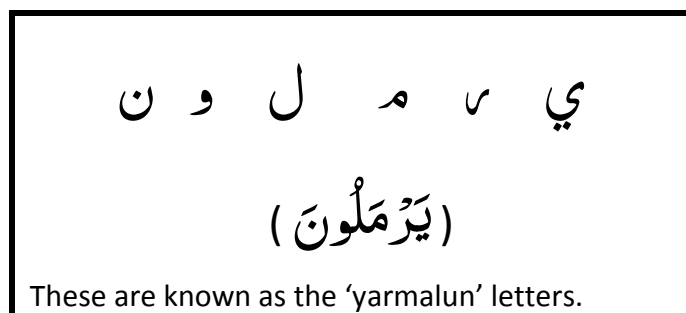 ي ر م ل و ن
(يَرْمَلُونَ)
These are known as the ‘yarmalun’ letters.